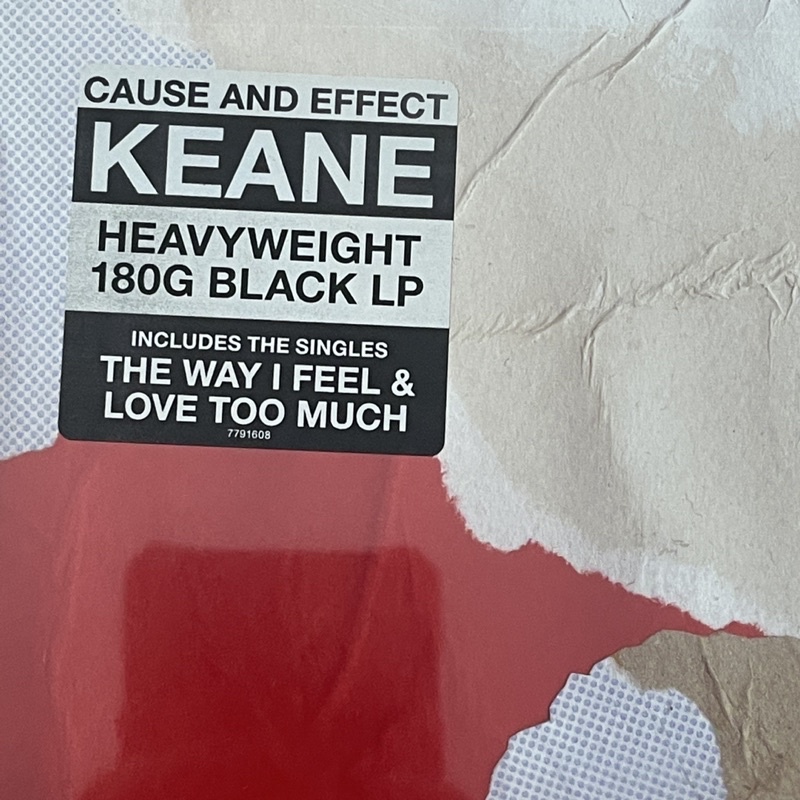 CAUSE AND EFFECT
KEANE
HEAVYWEIGHT
180G BLACK LP
INCLUDES THE SINGLES
THE WAY I FEEL &
LOVE TOO MUCH
7791608